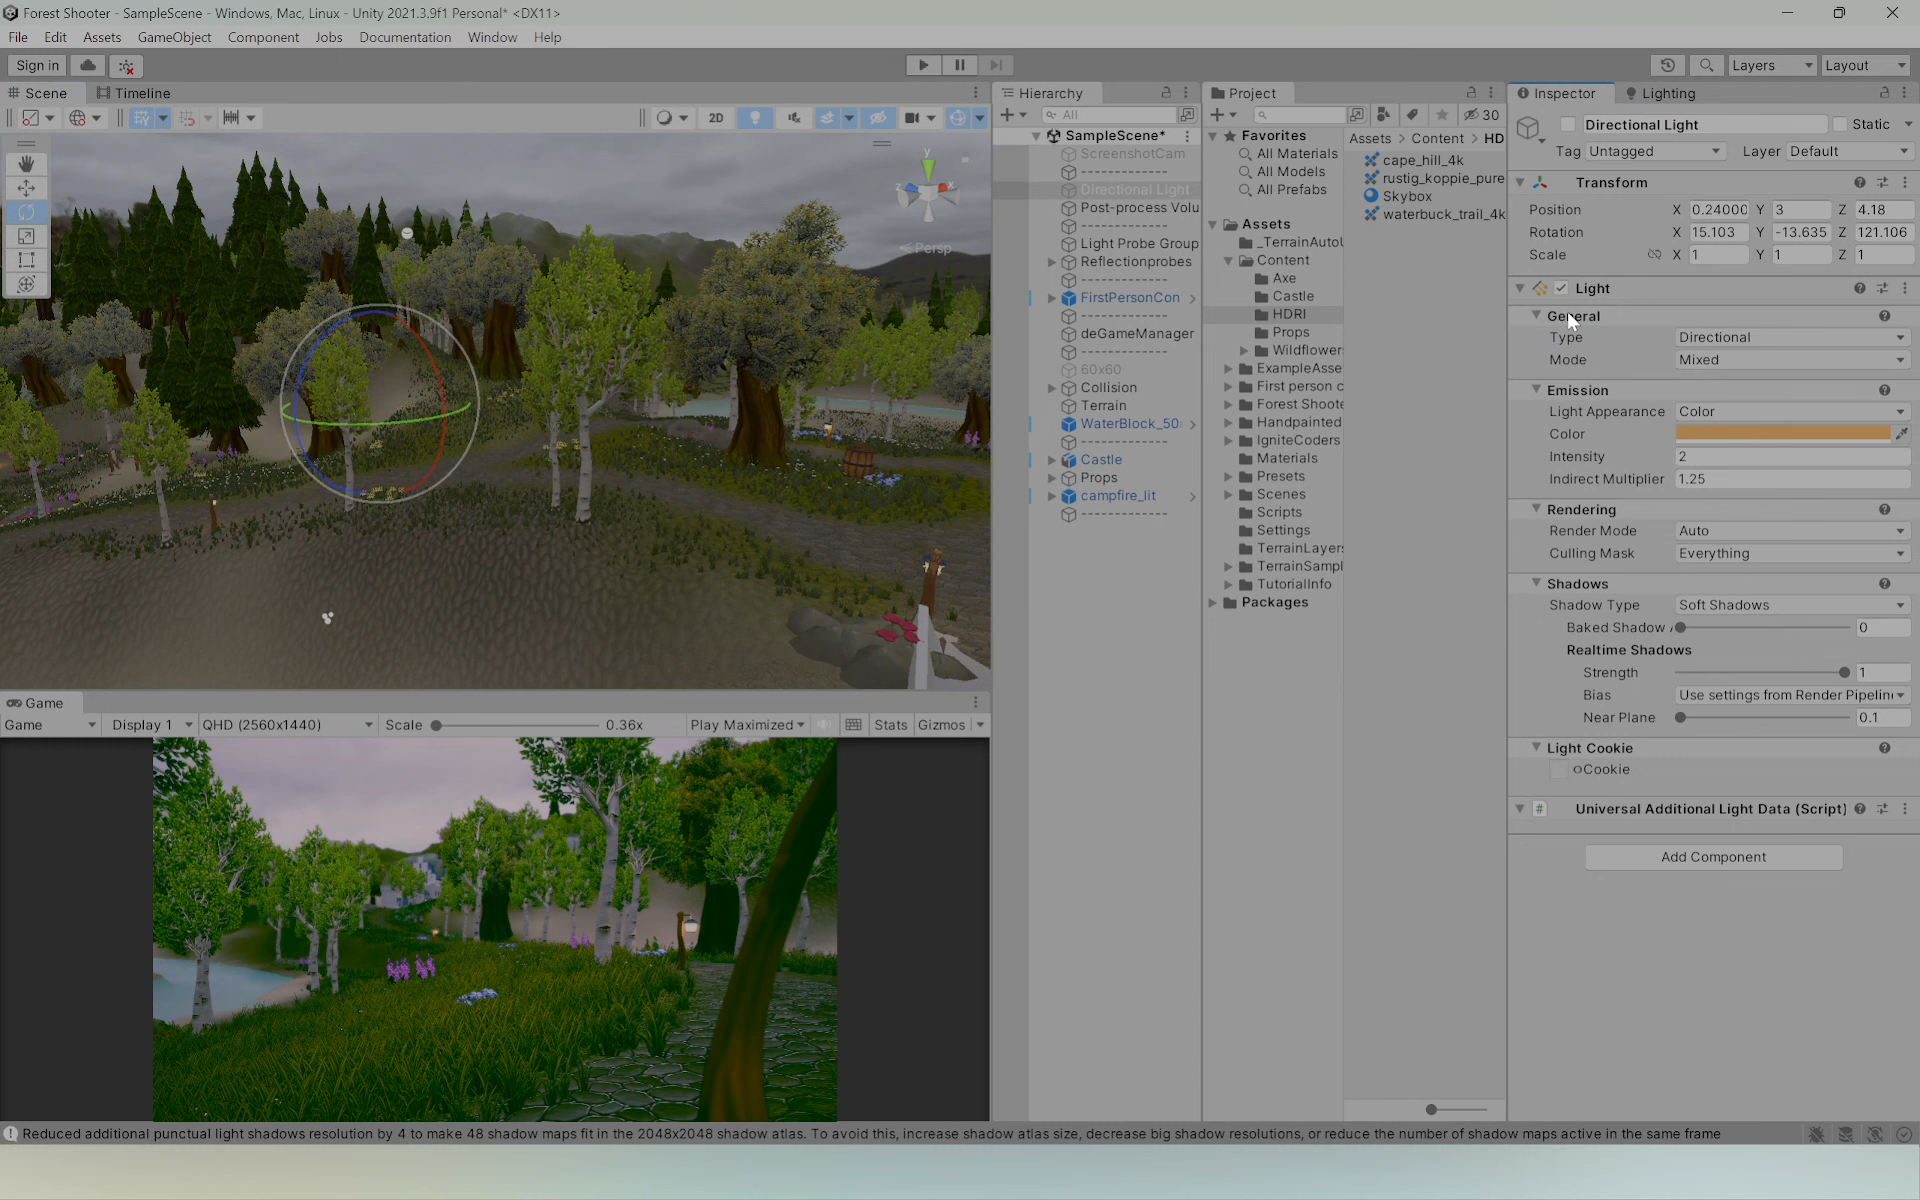 Forest Shooter - SampleScene - Windows, Mac, Linux - Unity 2021.3.9f1 Personal* <DX11>
File Edit Assets GameObject Component Jobs Documentation Window Help
Sign in
Layers
Layout
Scene
Timeline
2D
y
x
z
Persp
Game
Game
Display 1
QHD (2560x1440)
Scale
0.36x
Play Maximized
Stats
Gizmos
Hierarchy
All
SampleScene*
ScreenshotCam
------------
Directional Light
Post-process Volu
------------
Light Probe Group
Reflectionprobes
------------
FirstPersonCon
------------
deGameManager
------------
60x60
Collision
Terrain
WaterBlock_50
------------
Castle
Props
campfire_lit
------------
Project
30
Favorites
All Materials
All Models
All Prefabs
Assets
_TerrainAutoU
Content
Axe
Castle
HDRI
Props
Wildflower
ExampleAsse
First person c
Forest Shoote
Handpainted
IgniteCoders
Materials
Presets
Scenes
Scripts
Settings
TerrainLayers
TerrainSampl
TutorialInfo
Packages
Assets > Content > HD
cape_hill_4k
rustig_koppie_pure
Skybox
waterbuck_trail_4k
Inspector
Lighting
Directional Light
Static
Tag Untagged
Layer Default
Transform
Position X 0.24000 Y 3 Z 4.18
Rotation X 15.103 Y -13.635 Z 121.106
Scale X 1 Y 1 Z 1
Light
General
Type Directional
Mode Mixed
Emission
Light Appearance Color
Color
Intensity 2
Indirect Multiplier 1.25
Rendering
Render Mode Auto
Culling Mask Everything
Shadows
Shadow Type Soft Shadows
Baked Shadow 0
Realtime Shadows
Strength 1
Bias Use settings from Render Pipelin
Near Plane 0.1
Light Cookie
Cookie
# Universal Additional Light Data (Script)
Add Component
Reduced additional punctual light shadows resolution by 4 to make 48 shadow maps fit in the 2048x2048 shadow atlas. To avoid this, increase shadow atlas size, decrease big shadow resolutions, or reduce the number of shadow maps active in the same frame